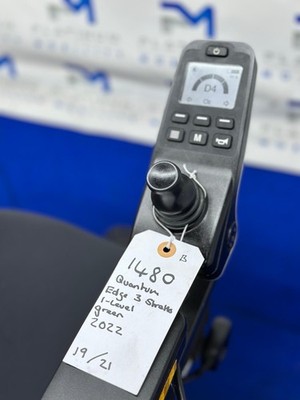 D4
M
B
1480
Quantum
Edge 3 Stretto
i-Level
green
2022
19/21